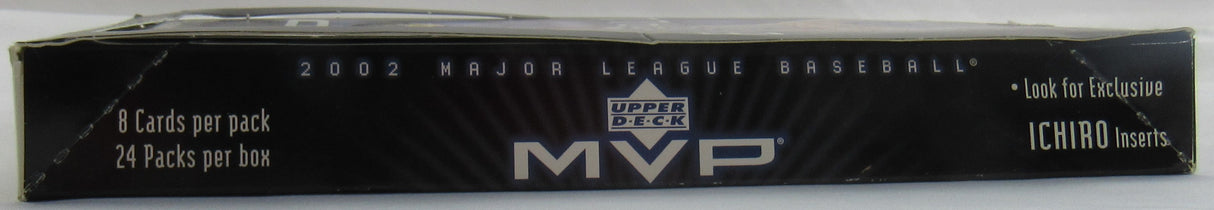 2002 MAJOR LEAGUE BASEBALL®
8 Cards per pack
24 Packs per box
UPPER
D·E·C·K
MVP®
• Look for Exclusive
ICHIRO Inserts